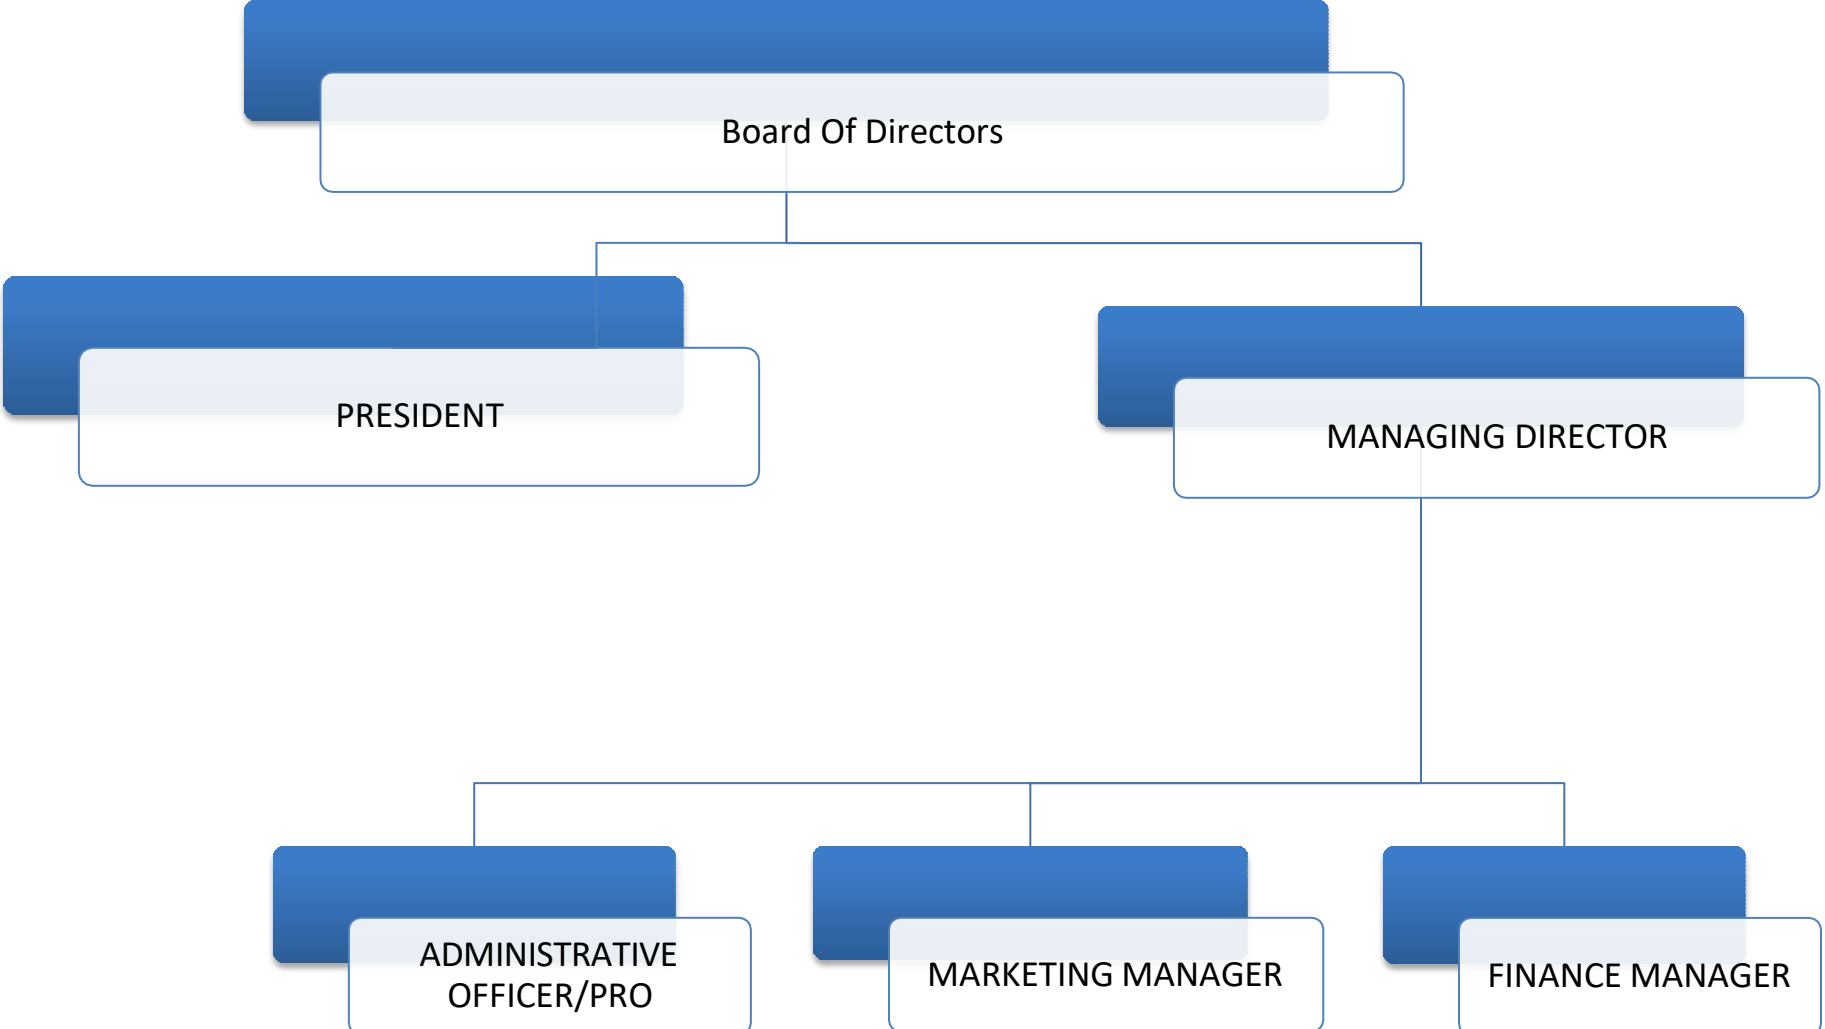 Board Of Directors
PRESIDENT
MANAGING DIRECTOR
ADMINISTRATIVE
OFFICER/PRO
MARKETING MANAGER
FINANCE MANAGER